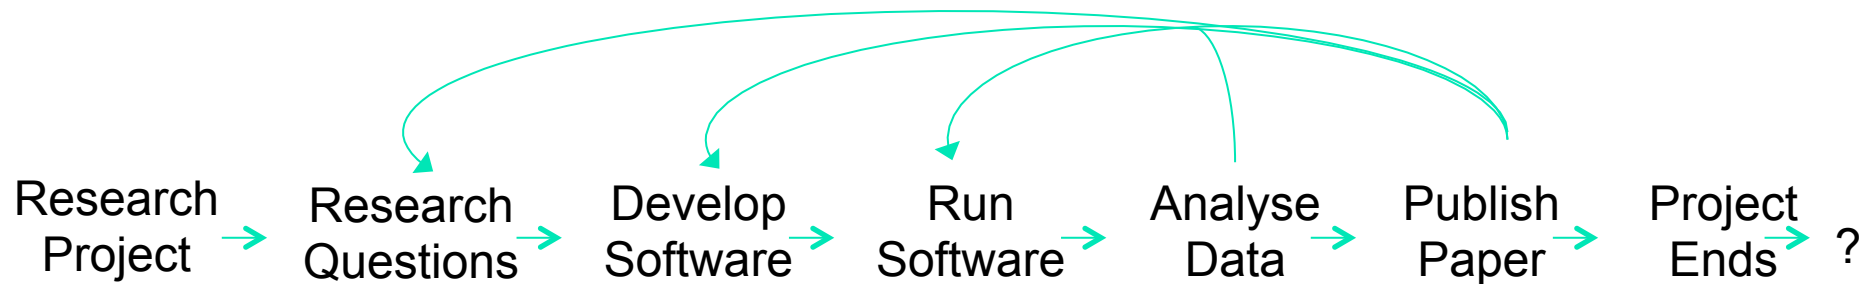 Research
Project
Research
Questions
Develop
Software
Run
Software
Analyse
Data
Publish
Paper
Project
Ends
?